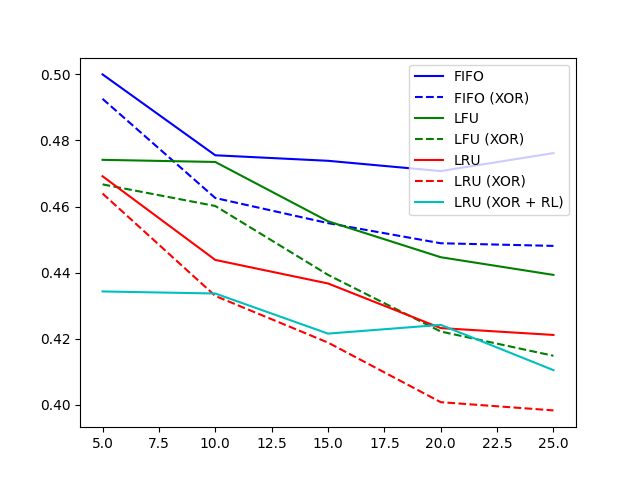 0.50
0.48
0.46
0.44
0.42
0.40
FIFO
FIFO (XOR)
LFU
LFU (XOR)
LRU
LRU (XOR)
LRU (XOR + RL)
5.0 7.5 10.0 12.5 15.0 17.5 20.0 22.5 25.0